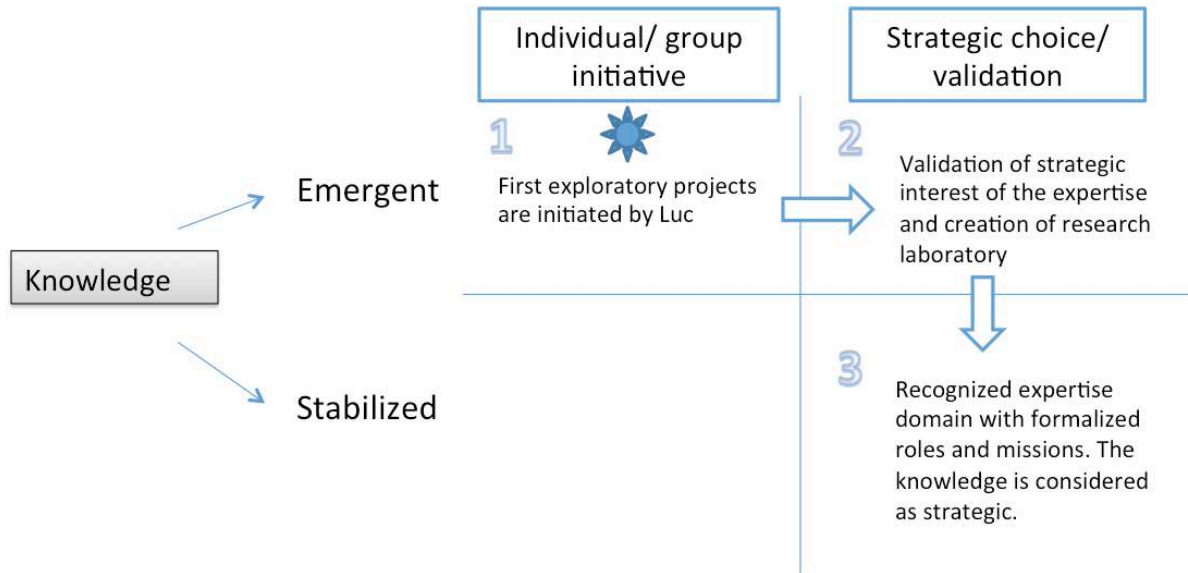 Individual/ group
initiative
Strategic choice/
validation
1
2
Emergent
First exploratory projects
are initiated by Luc
Validation of strategic
interest of the expertise
and creation of research
laboratory
Knowledge
3
Stabilized
Recognized expertise
domain with formalized
roles and missions. The
knowledge is considered
as strategic.